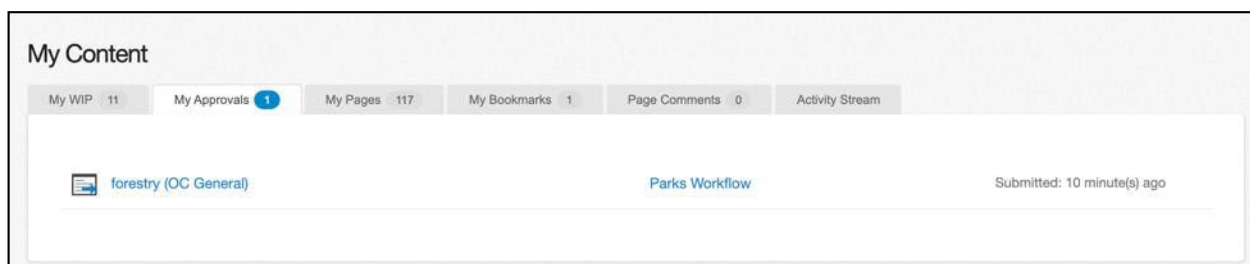 My Content
My WIP 11 My Approvals 1 My Pages 117 My Bookmarks 1 Page Comments 0 Activity Stream
forestry (OC General) Parks Workflow Submitted: 10 minute(s) ago